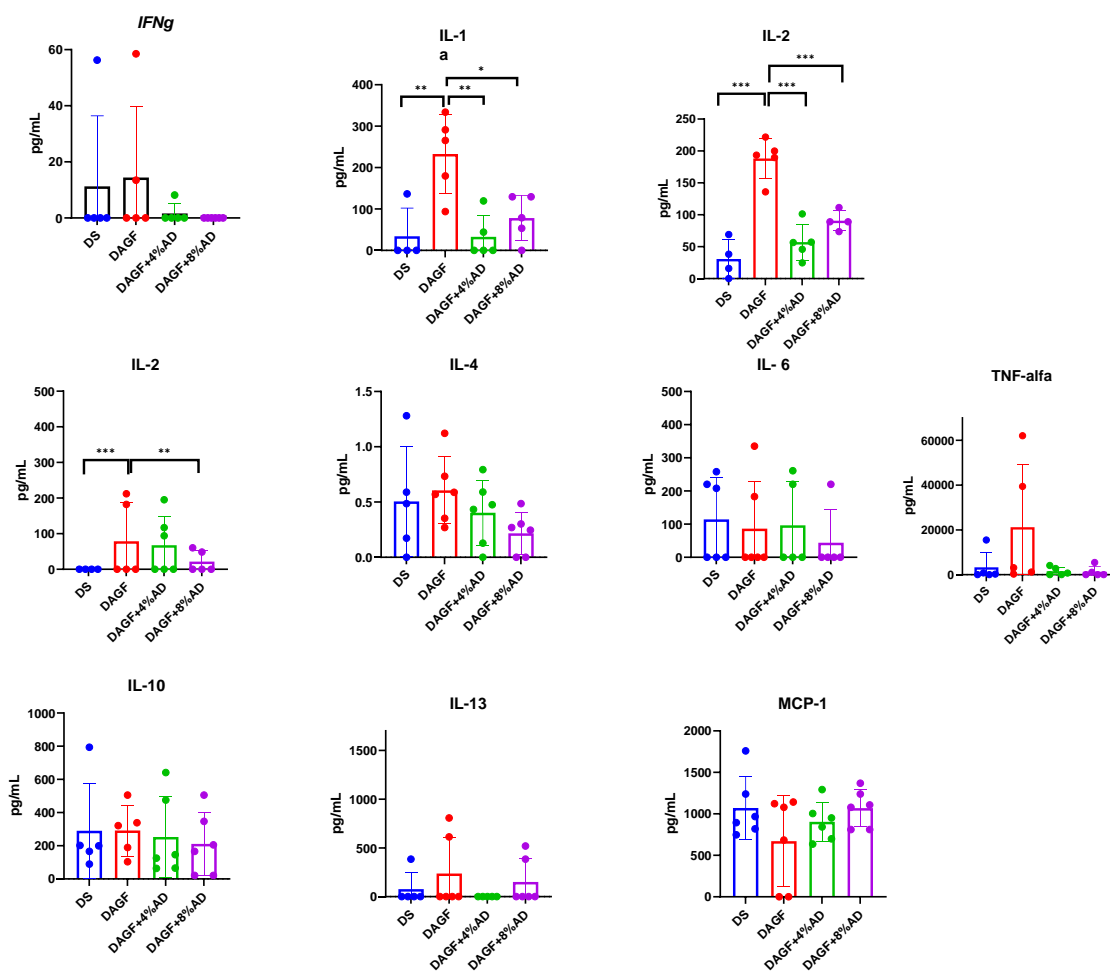 IFNg
60
40
20
0
pg/mL
DS
DAGF
DAGF+4%AD
DAGF+8%AD
IL-1
a
** ** *
400
300
200
100
0
pg/mL
DS
DAGF
DAGF+4%AD
DAGF+8%AD
IL-2
*** *** ***
250
200
150
100
50
0
pg/mL
DS
DAGF
DAGF+4%AD
DAGF+8%AD
IL-2
*** **
500
400
300
200
100
0
pg/mL
DS
DAGF
DAGF+4%AD
DAGF+8%AD
IL-4
1.5
1.0
0.5
0.0
pg/mL
DS
DAGF
DAGF+4%AD
DAGF+8%AD
IL- 6
500
400
300
200
100
0
pg/mL
DS
DAGF
DAGF+4%AD
DAGF+8%AD
TNF-alfa
60000
40000
20000
0
pg/mL
DS
DAGF
DAGF+4%AD
DAGF+8%AD
IL-10
1000
800
600
400
200
0
pg/mL
DS
DAGF
DAGF+4%AD
DAGF+8%AD
IL-13
1500
1000
500
0
pg/mL
DS
DAGF
DAGF+4%AD
DAGF+8%AD
MCP-1
2000
1500
1000
500
0
pg/mL
DS
DAGF
DAGF+4%AD
DAGF+8%AD